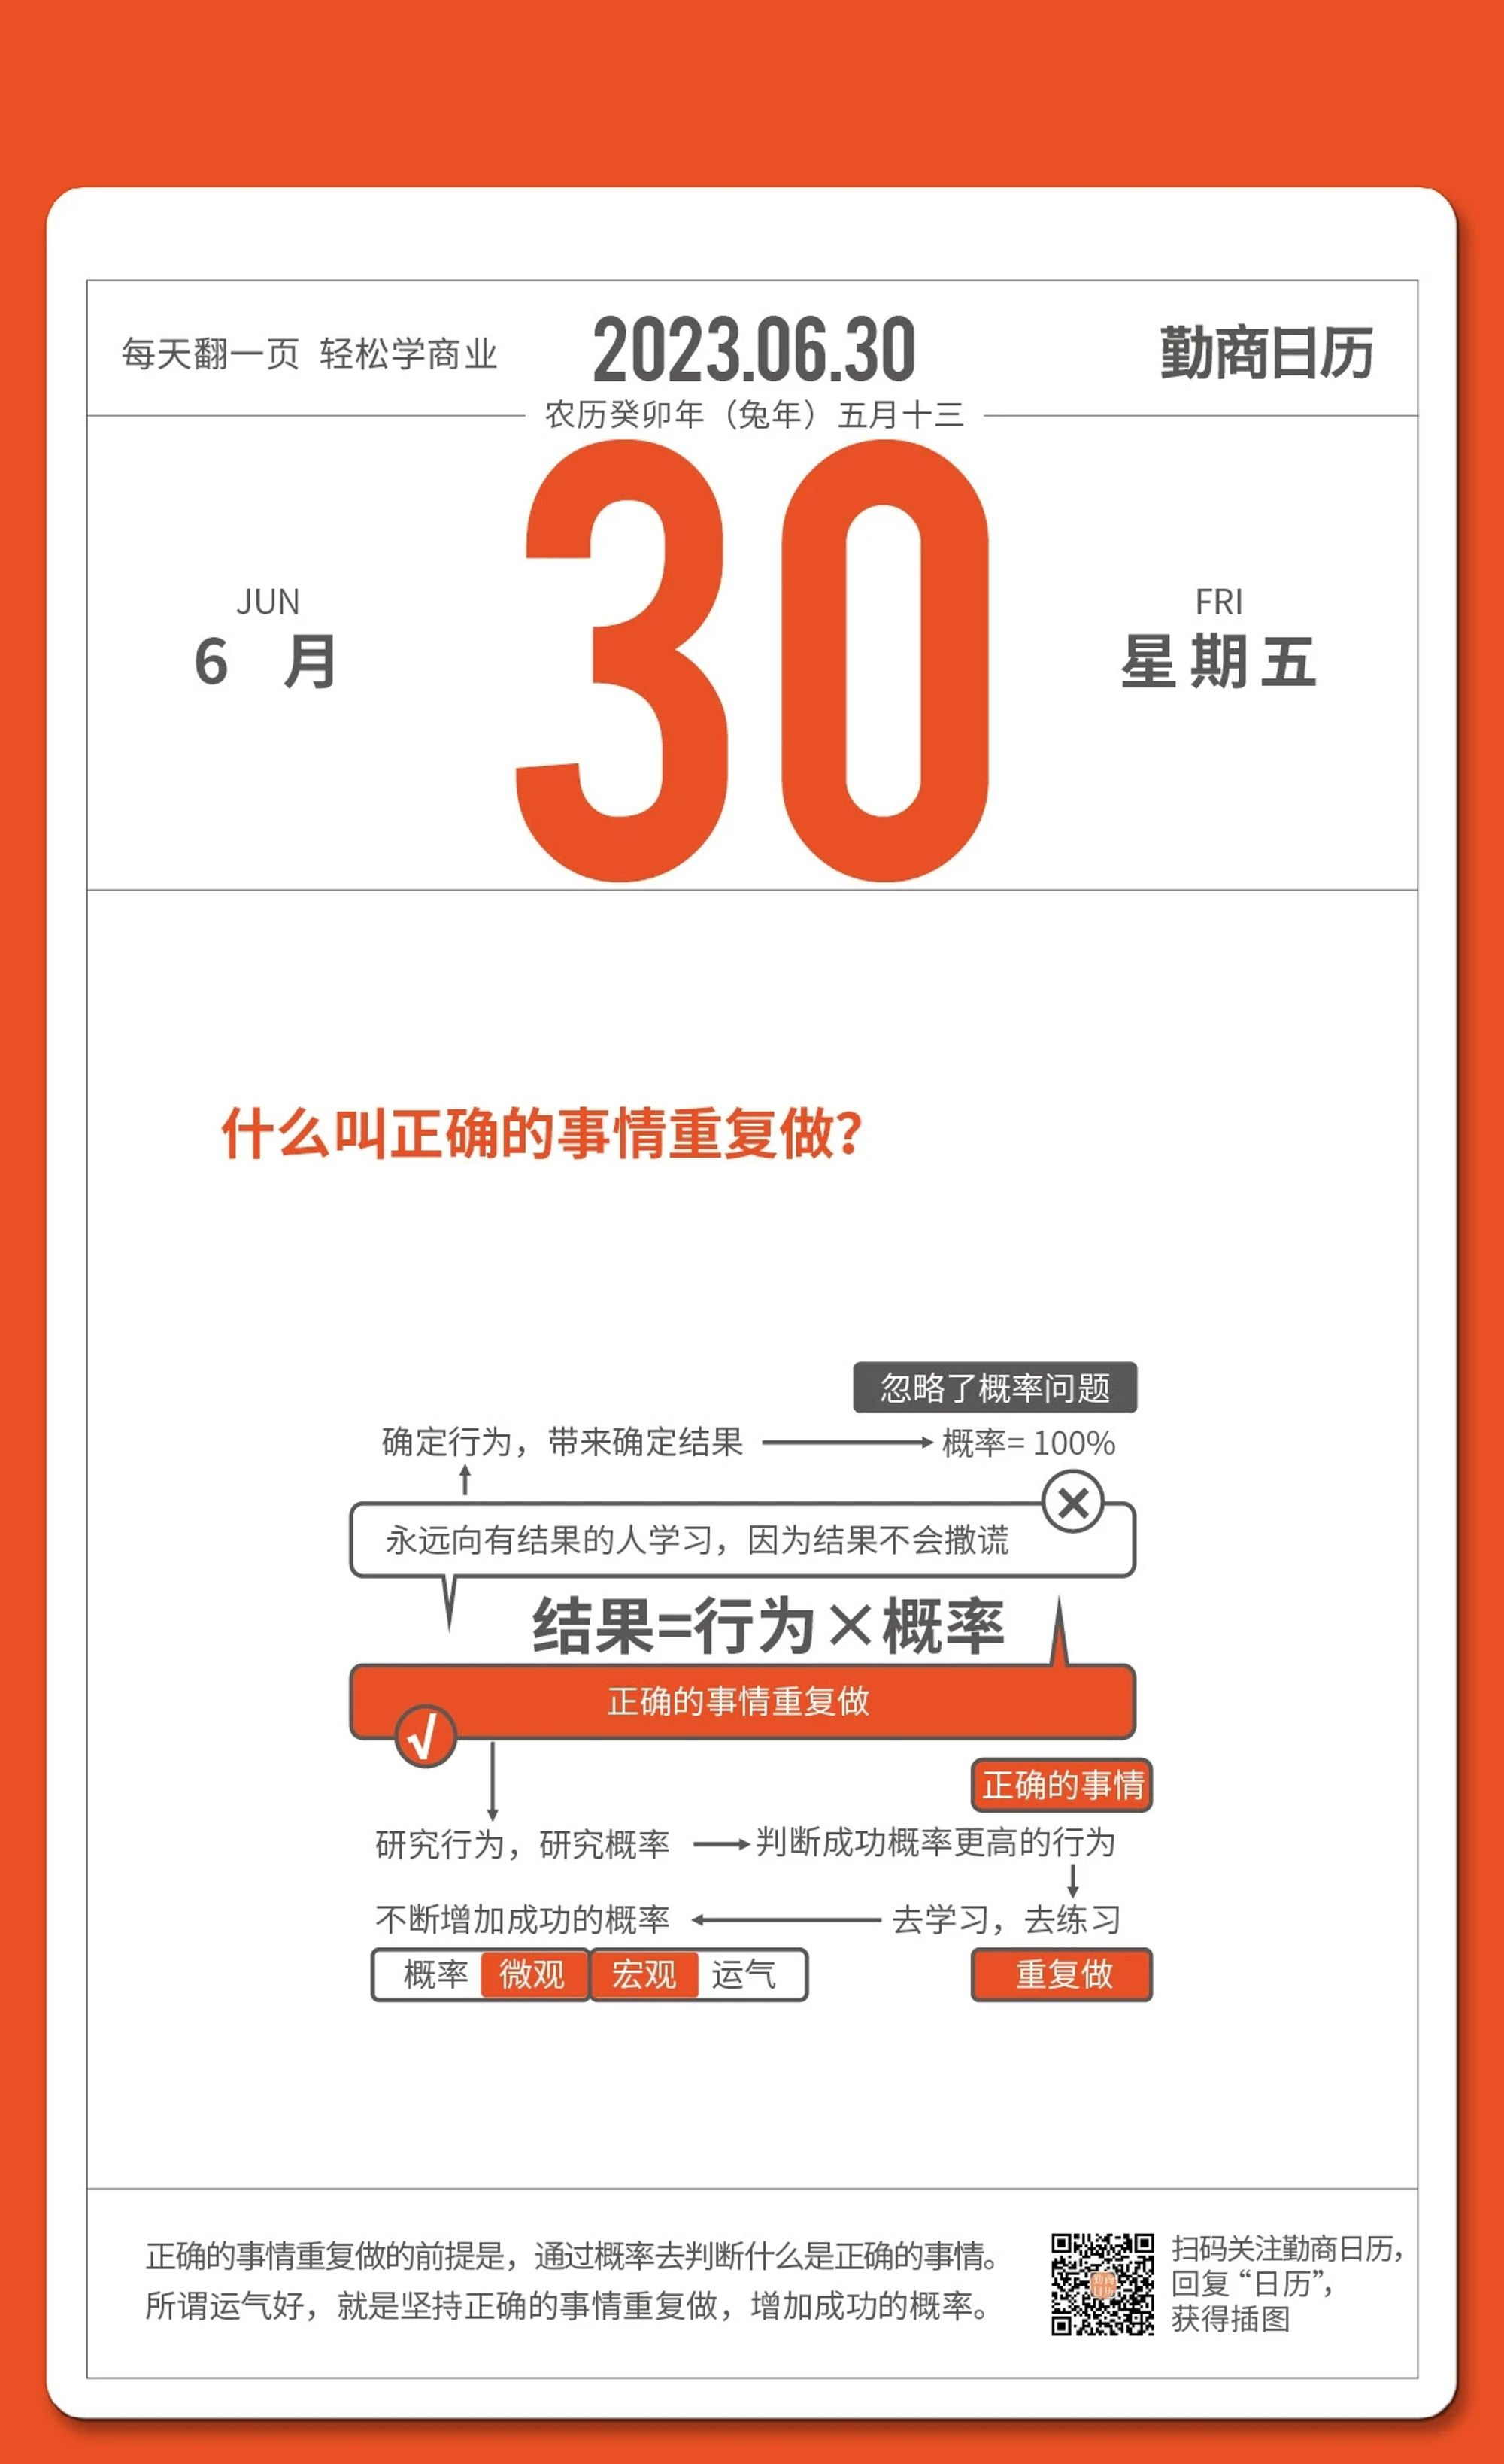 每天翻一页 轻松学商业
2023.06.30
勤商日历
农历癸卯年（兔年）五月十三
30
JUN
6 月
FRI
星期五
什么叫正确的事情重复做？
忽略了概率问题
确定行为，带来确定结果
概率= 100%
永远向有结果的人学习，因为结果不会撒谎
结果=行为×概率
正确的事情重复做
正确的事情
研究行为，研究概率
判断成功概率更高的行为
不断增加成功的概率
去学习，去练习
概率 微观 宏观 运气
重复做
正确的事情重复做的前提是，通过概率去判断什么是正确的事情。
所谓运气好，就是坚持正确的事情重复做，增加成功的概率。
扫码关注勤商日历，
回复“日历”，
获得插图